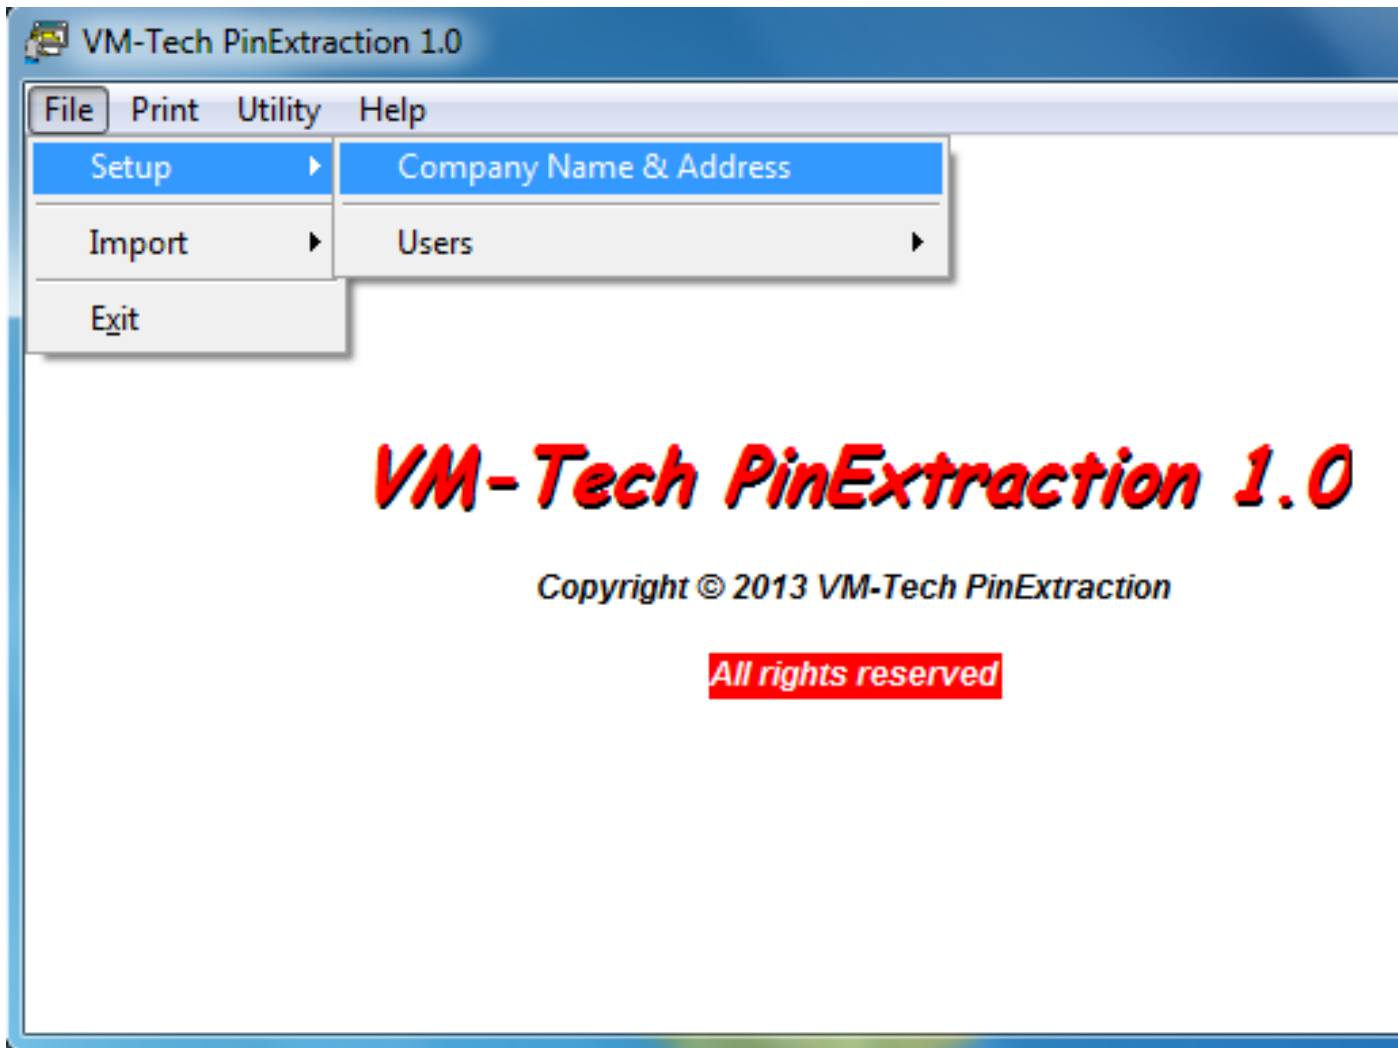 VM-Tech PinExtraction 1.0
File Print Utility Help
Setup Company Name & Address
Import Users
Exit
VM-Tech PinExtraction 1.0
Copyright © 2013 VM-Tech PinExtraction
All rights reserved